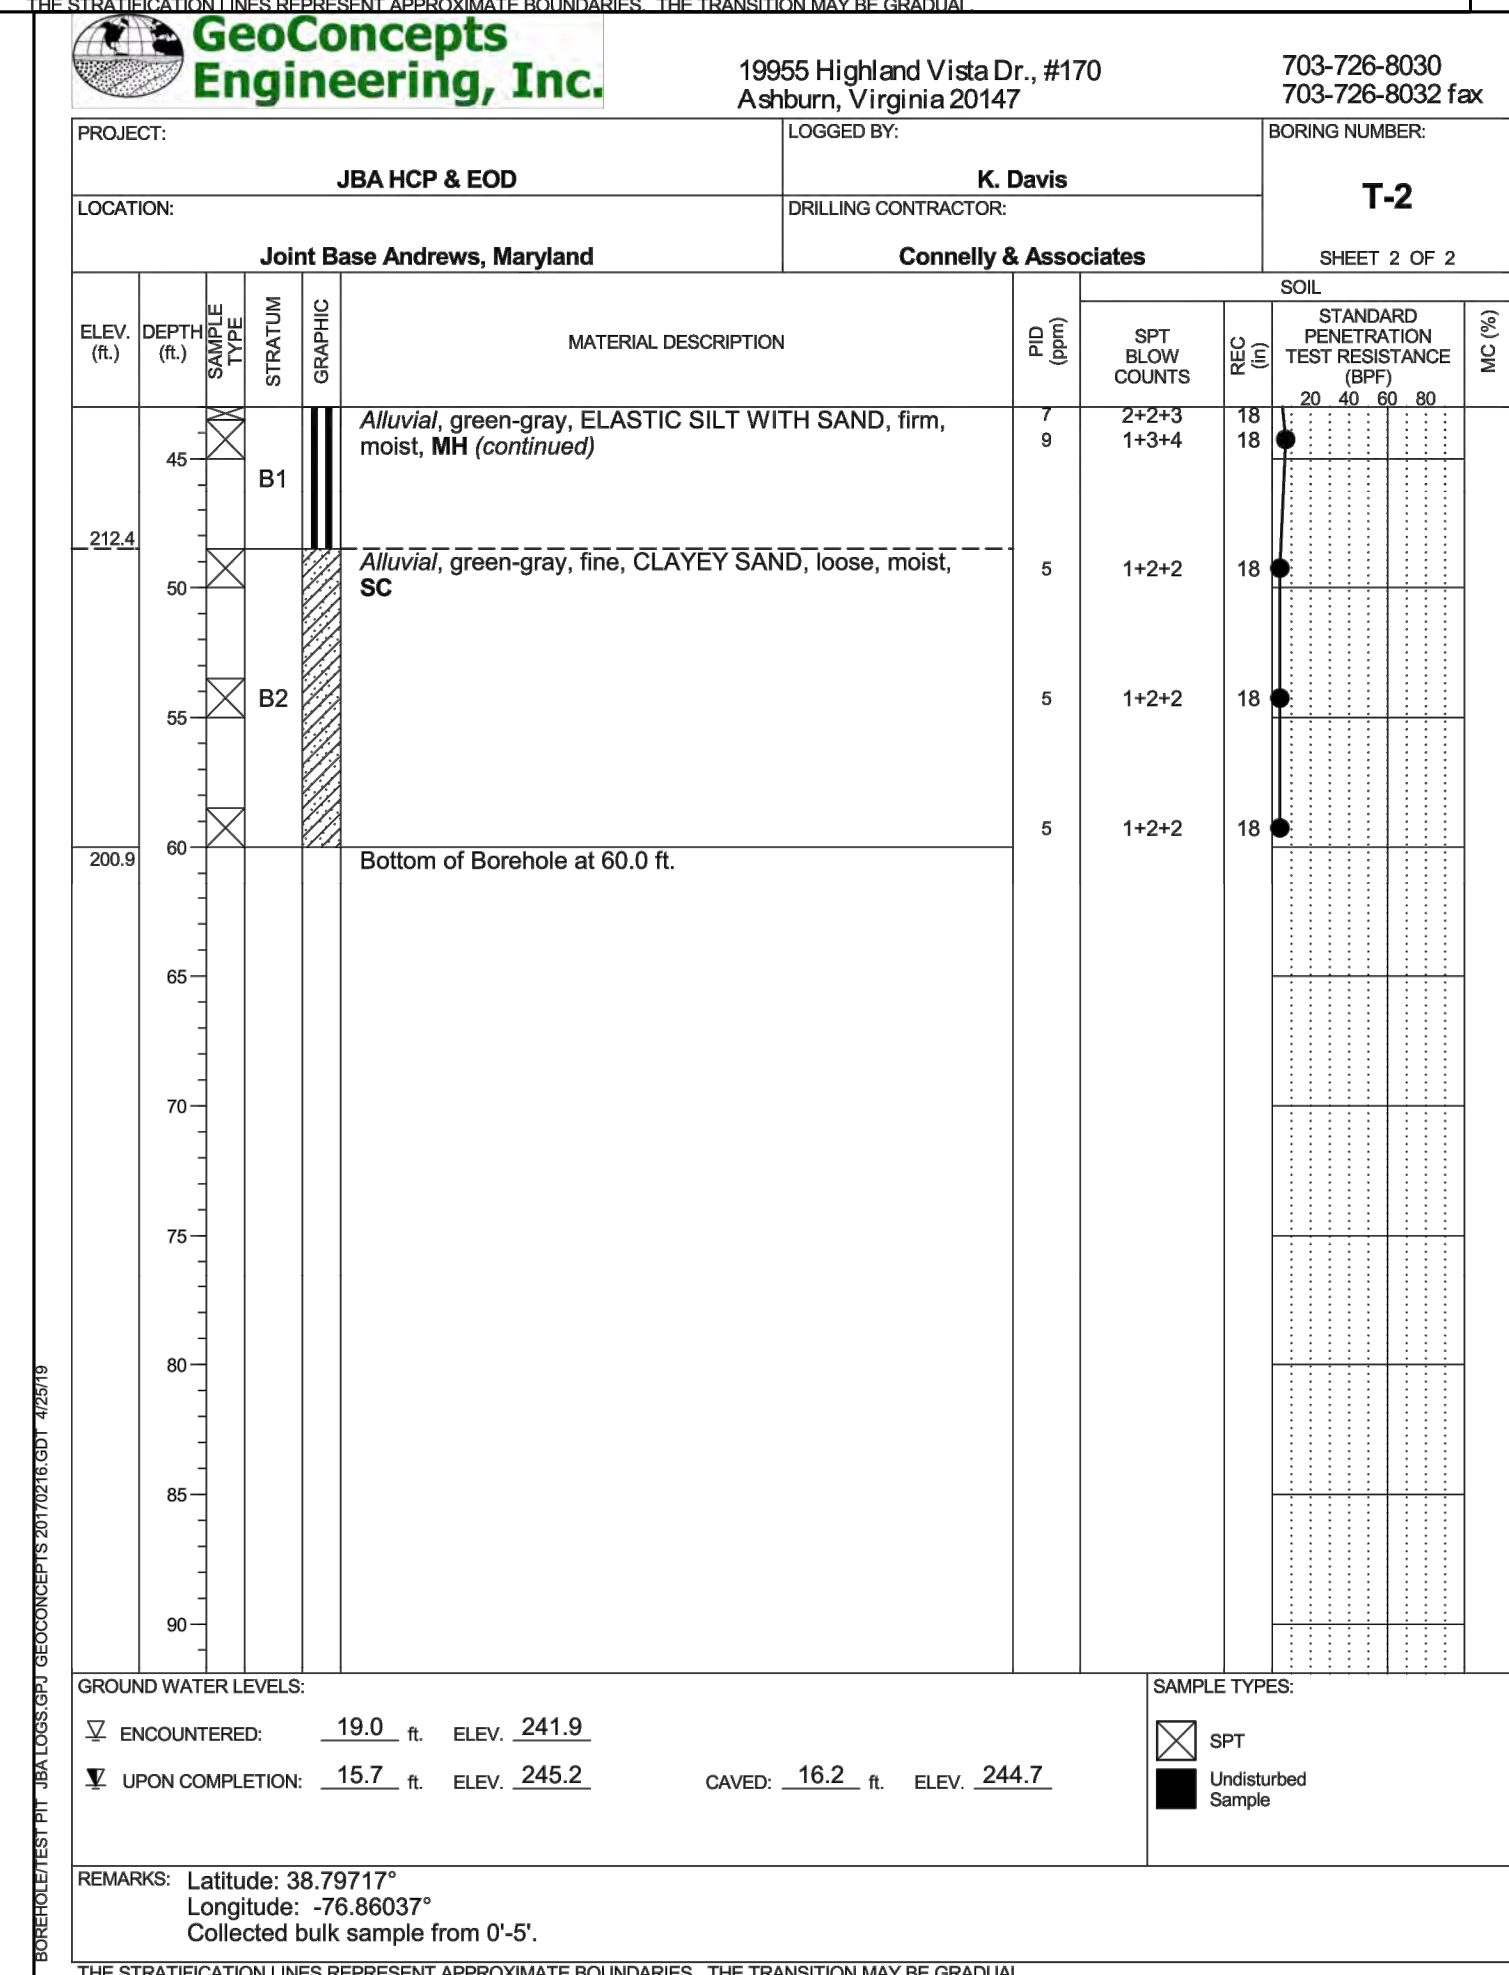 THE STRATIFICATION LINES REPRESENT APPROXIMATE BOUNDARIES. THE TRANSITION MAY BE GRADUAL.
GeoConcepts
Engineering, Inc.
19955 Highland Vista Dr., #170
Ashburn, Virginia 20147
703-726-8030
703-726-8032 fax
PROJECT:
JBA HCP & EOD
LOGGED BY:
K. Davis
BORING NUMBER:
T-2
SHEET 2 OF 2
LOCATION:
Joint Base Andrews, Maryland
DRILLING CONTRACTOR:
Connelly & Associates
ELEV. (ft.)
DEPTH (ft.)
SAMPLE TYPE
STRATUM
GRAPHIC
MATERIAL DESCRIPTION
PID (ppm)
SOIL
SPT BLOW COUNTS
REC (in)
STANDARD
PENETRATION
TEST RESISTANCE
(BPF)
20 40 60 80
MC (%)
Alluvial, green-gray, ELASTIC SILT WITH SAND, firm, 7 2+2+3 18
moist, MH (continued) 9 1+3+4 18
45
B1
212.4
Alluvial, green-gray, fine, CLAYEY SAND, loose, moist, 5 1+2+2 18
SC
50
B2 5 1+2+2 18
55
5 1+2+2 18
60
200.9 Bottom of Borehole at 60.0 ft.
65
70
75
80
85
90
GROUND WATER LEVELS:
ENCOUNTERED: 19.0 ft. ELEV. 241.9
UPON COMPLETION: 15.7 ft. ELEV. 245.2 CAVED: 16.2 ft. ELEV. 244.7
SAMPLE TYPES:
SPT
Undisturbed
Sample
REMARKS: Latitude: 38.79717°
Longitude: -76.86037°
Collected bulk sample from 0'-5'.
THE STRATIFICATION LINES REPRESENT APPROXIMATE BOUNDARIES. THE TRANSITION MAY BE GRADUAL.
BOREHOLE/TEST PIT JBA LOGS.GPJ GEOCONCEPTS 20170216.GDT 4/25/19